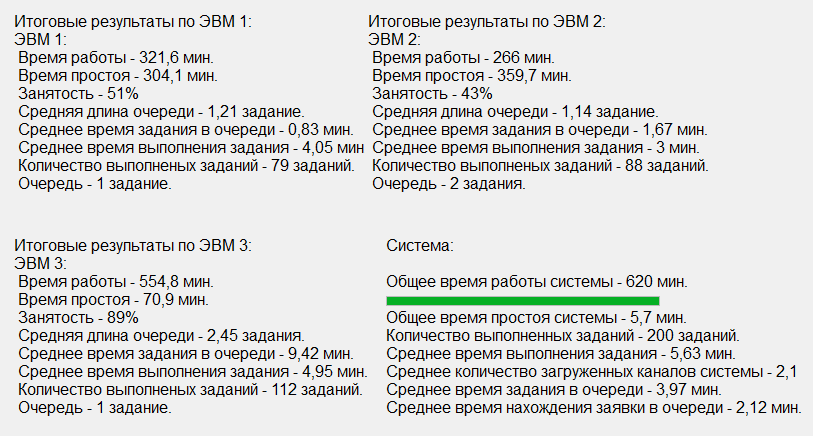 Итоговые результаты по ЭВМ 1:
ЭВМ 1:
Время работы - 321,6 мин.
Время простоя - 304,1 мин.
Занятость - 51%
Средняя длина очереди - 1,21 задание.
Среднее время задания в очереди - 0,83 мин.
Среднее время выполнения задания - 4,05 мин
Количество выполненых заданий - 79 заданий.
Очередь - 1 задание.
Итоговые результаты по ЭВМ 2:
ЭВМ 2:
Время работы - 266 мин.
Время простоя - 359,7 мин.
Занятость - 43%
Средняя длина очереди - 1,14 задание.
Среднее время задания в очереди - 1,67 мин.
Среднее время выполнения задания - 3 мин.
Количество выполненых заданий - 88 заданий.
Очередь - 2 задания.
Итоговые результаты по ЭВМ 3:
ЭВМ 3:
Время работы - 554,8 мин.
Время простоя - 70,9 мин.
Занятость - 89%
Средняя длина очереди - 2,45 задания.
Среднее время задания в очереди - 9,42 мин.
Среднее время выполнения задания - 4,95 мин.
Количество выполненых заданий - 112 заданий.
Очередь - 1 задание.
Система:
Общее время работы системы - 620 мин.
Общее время простоя системы - 5,7 мин.
Количество выполненных заданий - 200 заданий.
Среднее время выполнения задания - 5,63 мин.
Среднее количество загруженных каналов системы - 2,1
Среднее время задания в очереди - 3,97 мин.
Среднее время нахождения заявки в очереди - 2,12 мин.